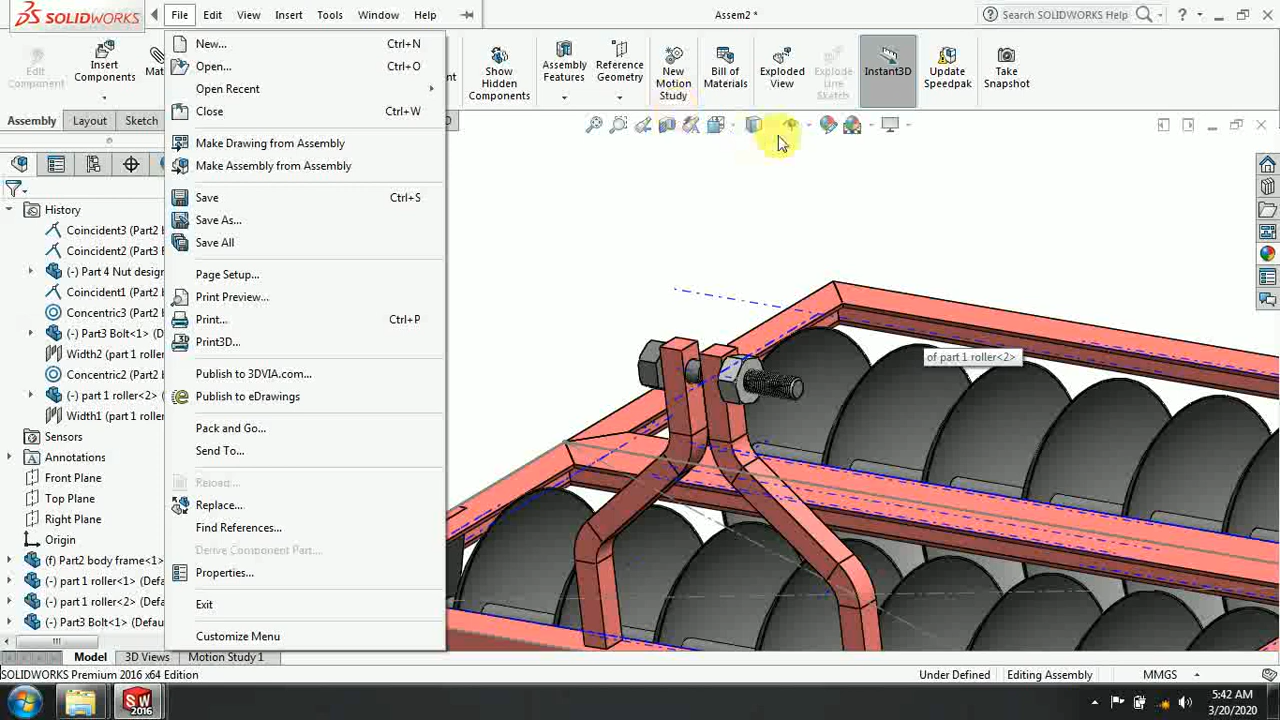 SOLIDWORKS File Edit View Insert Tools Window Help Assem2 * Search SOLIDWORKS Help ?
Edit Component
Insert Components
Mat
Show Hidden Components
Assembly Features
Reference Geometry
New Motion Study
Bill of Materials
Exploded View
Explode Line Sketch
Instant3D
Update Speedpak
Take Snapshot
Assembly Layout Sketch
New... Ctrl+N
Open... Ctrl+O
Open Recent
Close Ctrl+W
Make Drawing from Assembly
Make Assembly from Assembly
Save Ctrl+S
Save As...
Save All
Page Setup...
Print Preview...
Print... Ctrl+P
Print3D...
Publish to 3DVIA.com...
Publish to eDrawings
Pack and Go...
Send To...
Reload...
Replace...
Find References...
Derive Component Part...
Properties...
Exit
Customize Menu
History
Coincident3 (Part2 b
Coincident2 (Part3 B
(-) Part 4 Nut design
Coincident1 (Part2 b
Concentric3 (Part2 b
(-) Part3 Bolt<1> (D
Width2 (part 1 roller
Concentric2 (part 1
(-) part 1 roller<2> (
Width1 (part 1 roller
Sensors
Annotations
Front Plane
Top Plane
Right Plane
Origin
(f) Part2 body frame<1>
(-) part 1 roller<1> (Defa
(-) part 1 roller<2> (Defa
(-) Part3 Bolt<1> (Defau
of part 1 roller<2>
Model 3D Views Motion Study 1
SOLIDWORKS Premium 2016 x64 Edition Under Defined Editing Assembly MMGS
SW 2016
5:42 AM
3/20/2020